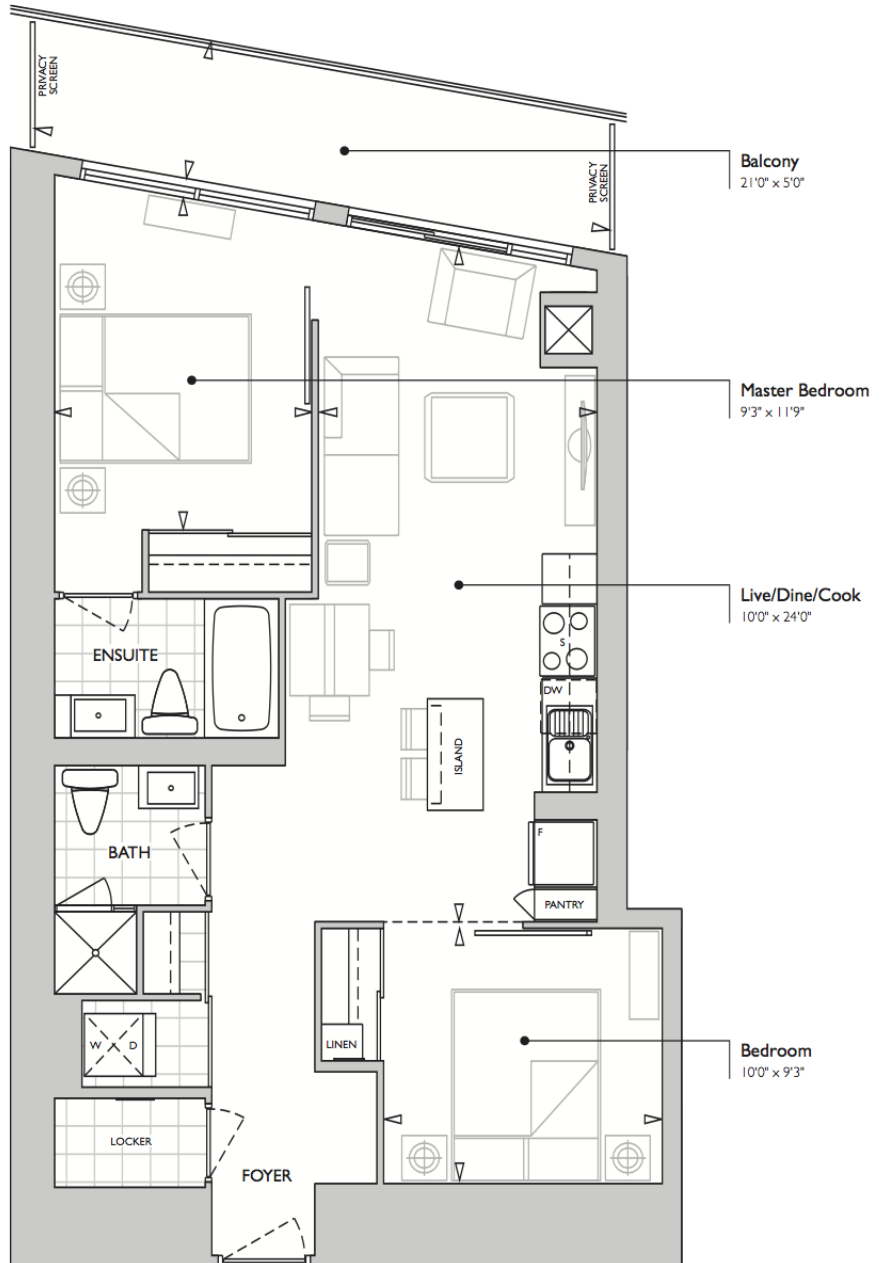 PRIVACY
SCREEN
PRIVACY
SCREEN
Balcony
21'0" x 5'0"
Master Bedroom
9'3" x 11'9"
Live/Dine/Cook
10'0" x 24'0"
S
ENSUITE
DW
ISLAND
F
BATH
PANTRY
LINEN
W D
Bedroom
10'0" x 9'3"
LOCKER
FOYER